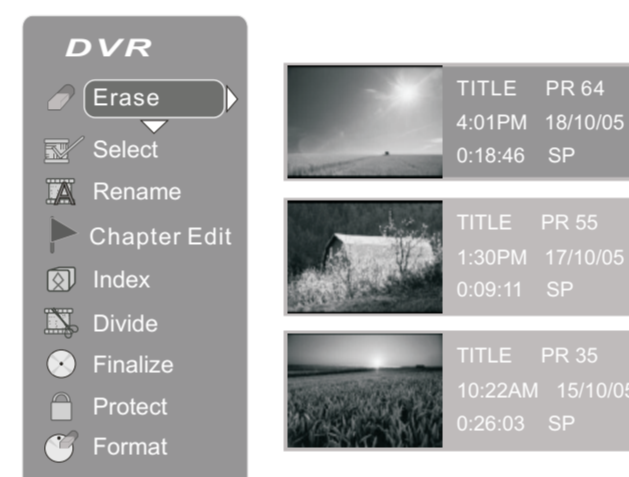 DVR
Erase
Select
Rename
Chapter Edit
Index
Divide
Finalize
Protect
Format
TITLE PR 64
4:01PM 18/10/05
0:18:46 SP
TITLE PR 55
1:30PM 17/10/05
0:09:11 SP
TITLE PR 35
10:22AM 15/10/05
0:26:03 SP